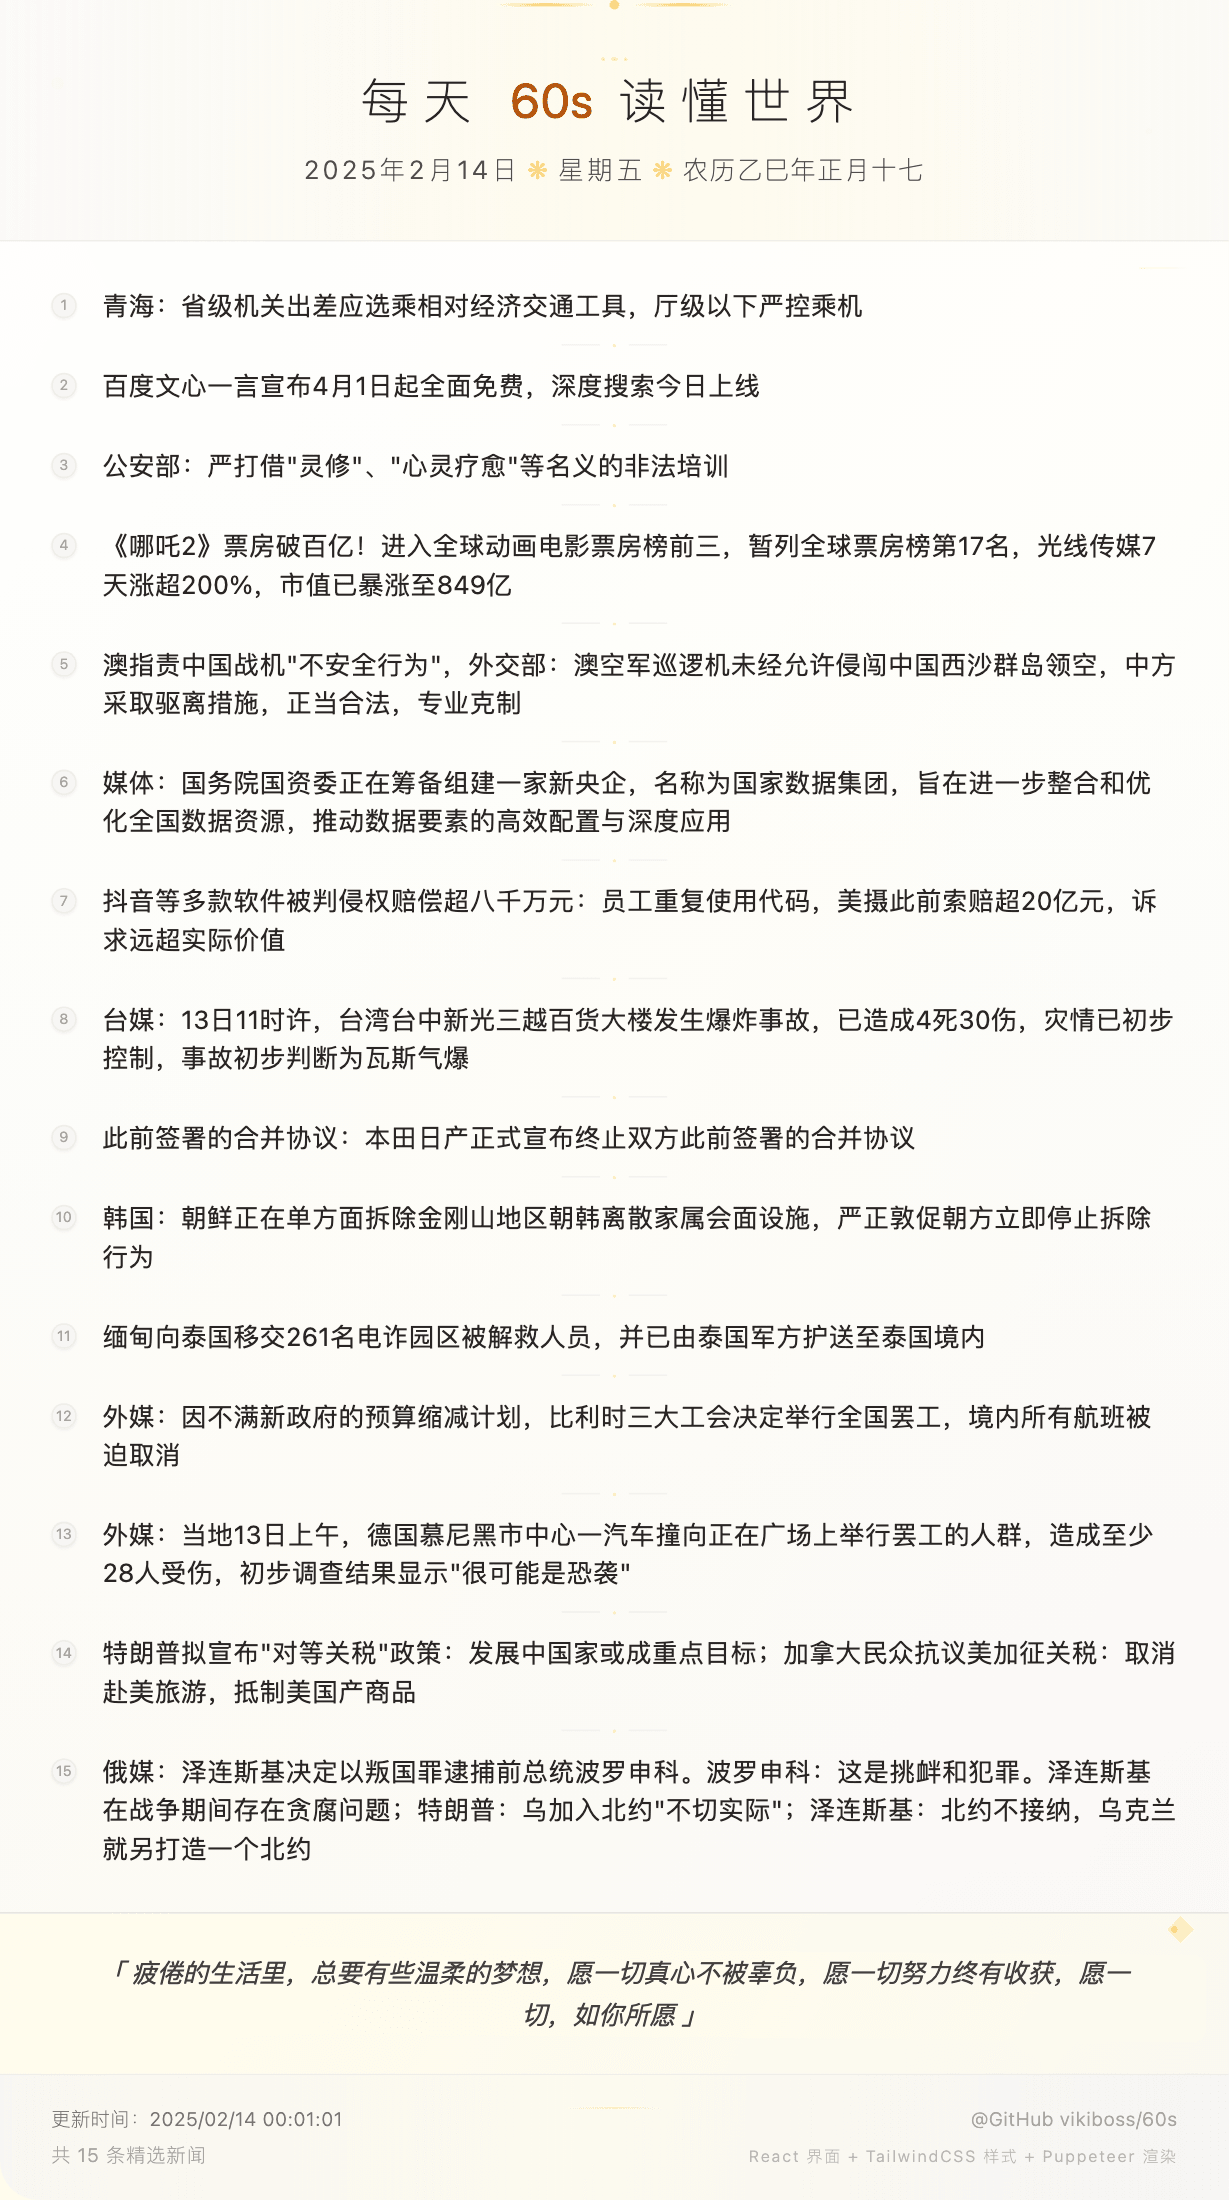 每天 60s 读懂世界
2025年2月14日 ❋ 星期五 ❋ 农历乙巳年正月十七
1 青海：省级机关出差应选乘相对经济交通工具，厅级以下严控乘机
2 百度文心一言宣布4月1日起全面免费，深度搜索今日上线
3 公安部：严打借"灵修"、"心灵疗愈"等名义的非法培训
4 《哪吒2》票房破百亿！进入全球动画电影票房榜前三，暂列全球票房榜第17名，光线传媒7
天涨超200%，市值已暴涨至849亿
5 澳指责中国战机"不安全行为"，外交部：澳空军巡逻机未经允许侵闯中国西沙群岛领空，中方
采取驱离措施，正当合法，专业克制
6 媒体：国务院国资委正在筹备组建一家新央企，名称为国家数据集团，旨在进一步整合和优
化全国数据资源，推动数据要素的高效配置与深度应用
7 抖音等多款软件被判侵权赔偿超八千万元：员工重复使用代码，美摄此前索赔超20亿元，诉
求远超实际价值
8 台媒：13日11时许，台湾台中新光三越百货大楼发生爆炸事故，已造成4死30伤，灾情已初步
控制，事故初步判断为瓦斯气爆
9 此前签署的合并协议：本田日产正式宣布终止双方此前签署的合并协议
10 韩国：朝鲜正在单方面拆除金刚山地区朝韩离散家属会面设施，严正敦促朝方立即停止拆除
行为
11 缅甸向泰国移交261名电诈园区被解救人员，并已由泰国军方护送至泰国境内
12 外媒：因不满新政府的预算缩减计划，比利时三大工会决定举行全国罢工，境内所有航班被
迫取消
13 外媒：当地13日上午，德国慕尼黑市中心一汽车撞向正在广场上举行罢工的人群，造成至少
28人受伤，初步调查结果显示"很可能是恐袭"
14 特朗普拟宣布"对等关税"政策：发展中国家或成重点目标；加拿大民众抗议美加征关税：取消
赴美旅游，抵制美国产商品
15 俄媒：泽连斯基决定以叛国罪逮捕前总统波罗申科。波罗申科：这是挑衅和犯罪。泽连斯基
在战争期间存在贪腐问题；特朗普：乌加入北约"不切实际"；泽连斯基：北约不接纳，乌克兰
就另打造一个北约
「 疲倦的生活里，总要有些温柔的梦想，愿一切真心不被辜负，愿一切努力终有收获，愿一
切，如你所愿 」
更新时间：2025/02/14 00:01:01
@GitHub vikiboss/60s
共 15 条精选新闻
React 界面 + TailwindCSS 样式 + Puppeteer 渲染